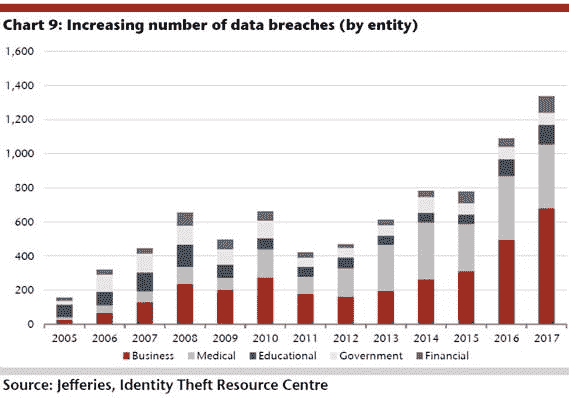 Chart 9: Increasing number of data breaches (by entity)
1,600
1,400
1,200
1,000
800
600
400
200
0
2005 2006 2007 2008 2009 2010 2011 2012 2013 2014 2015 2016 2017
Business Medical Educational Government Financial
Source: Jefferies, Identity Theft Resource Centre